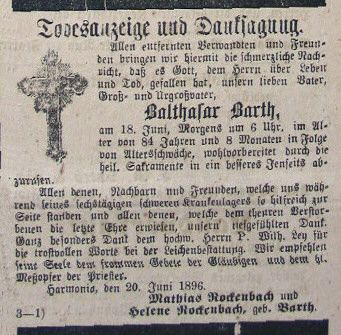 Todesanzeige und Danksagung.
Allen entfernten Verwandten und Freun-
den bringen wir hiermit die schmerzliche Nach-
richt, daß es Gott, dem Herrn über Leben
und Tod, gefallen hat, unsern lieben Vater,
Groß- und Urgroßvater,
Balthasar Barth,
am 18. Juni, Morgens um 6 Uhr, im Al-
ter von 84 Jahren und 8 Monaten in Folge
von Altersschwäche, wohlvorbereitet durch die
heil. Sakramente in ein besseres Jenseits ab-
zurufen.
Allen denen, Nachbarn und Freunden, welche uns wäh-
rend seines sechstägigen schweren Krankenlagers so hilfreich zur
Seite standen und allen denen, welche dem theuren Verstor-
benen die letzte Ehre erwiesen, unsern tiefgefühlten Dank.
Ganz besonders Dank dem Hochw. Herrn P. Wilh. Ley für
die trostvollen Worte bei der Leichenbestattung. Wir empfehlen
seine Seele dem frommen Gebete der Gläubigen und dem hl.
Meßopfer der Priester.
Harmonia, den 20. Juni 1896.
Mathias Rockenbach und
3—1) Helene Rockenbach, geb. Barth.